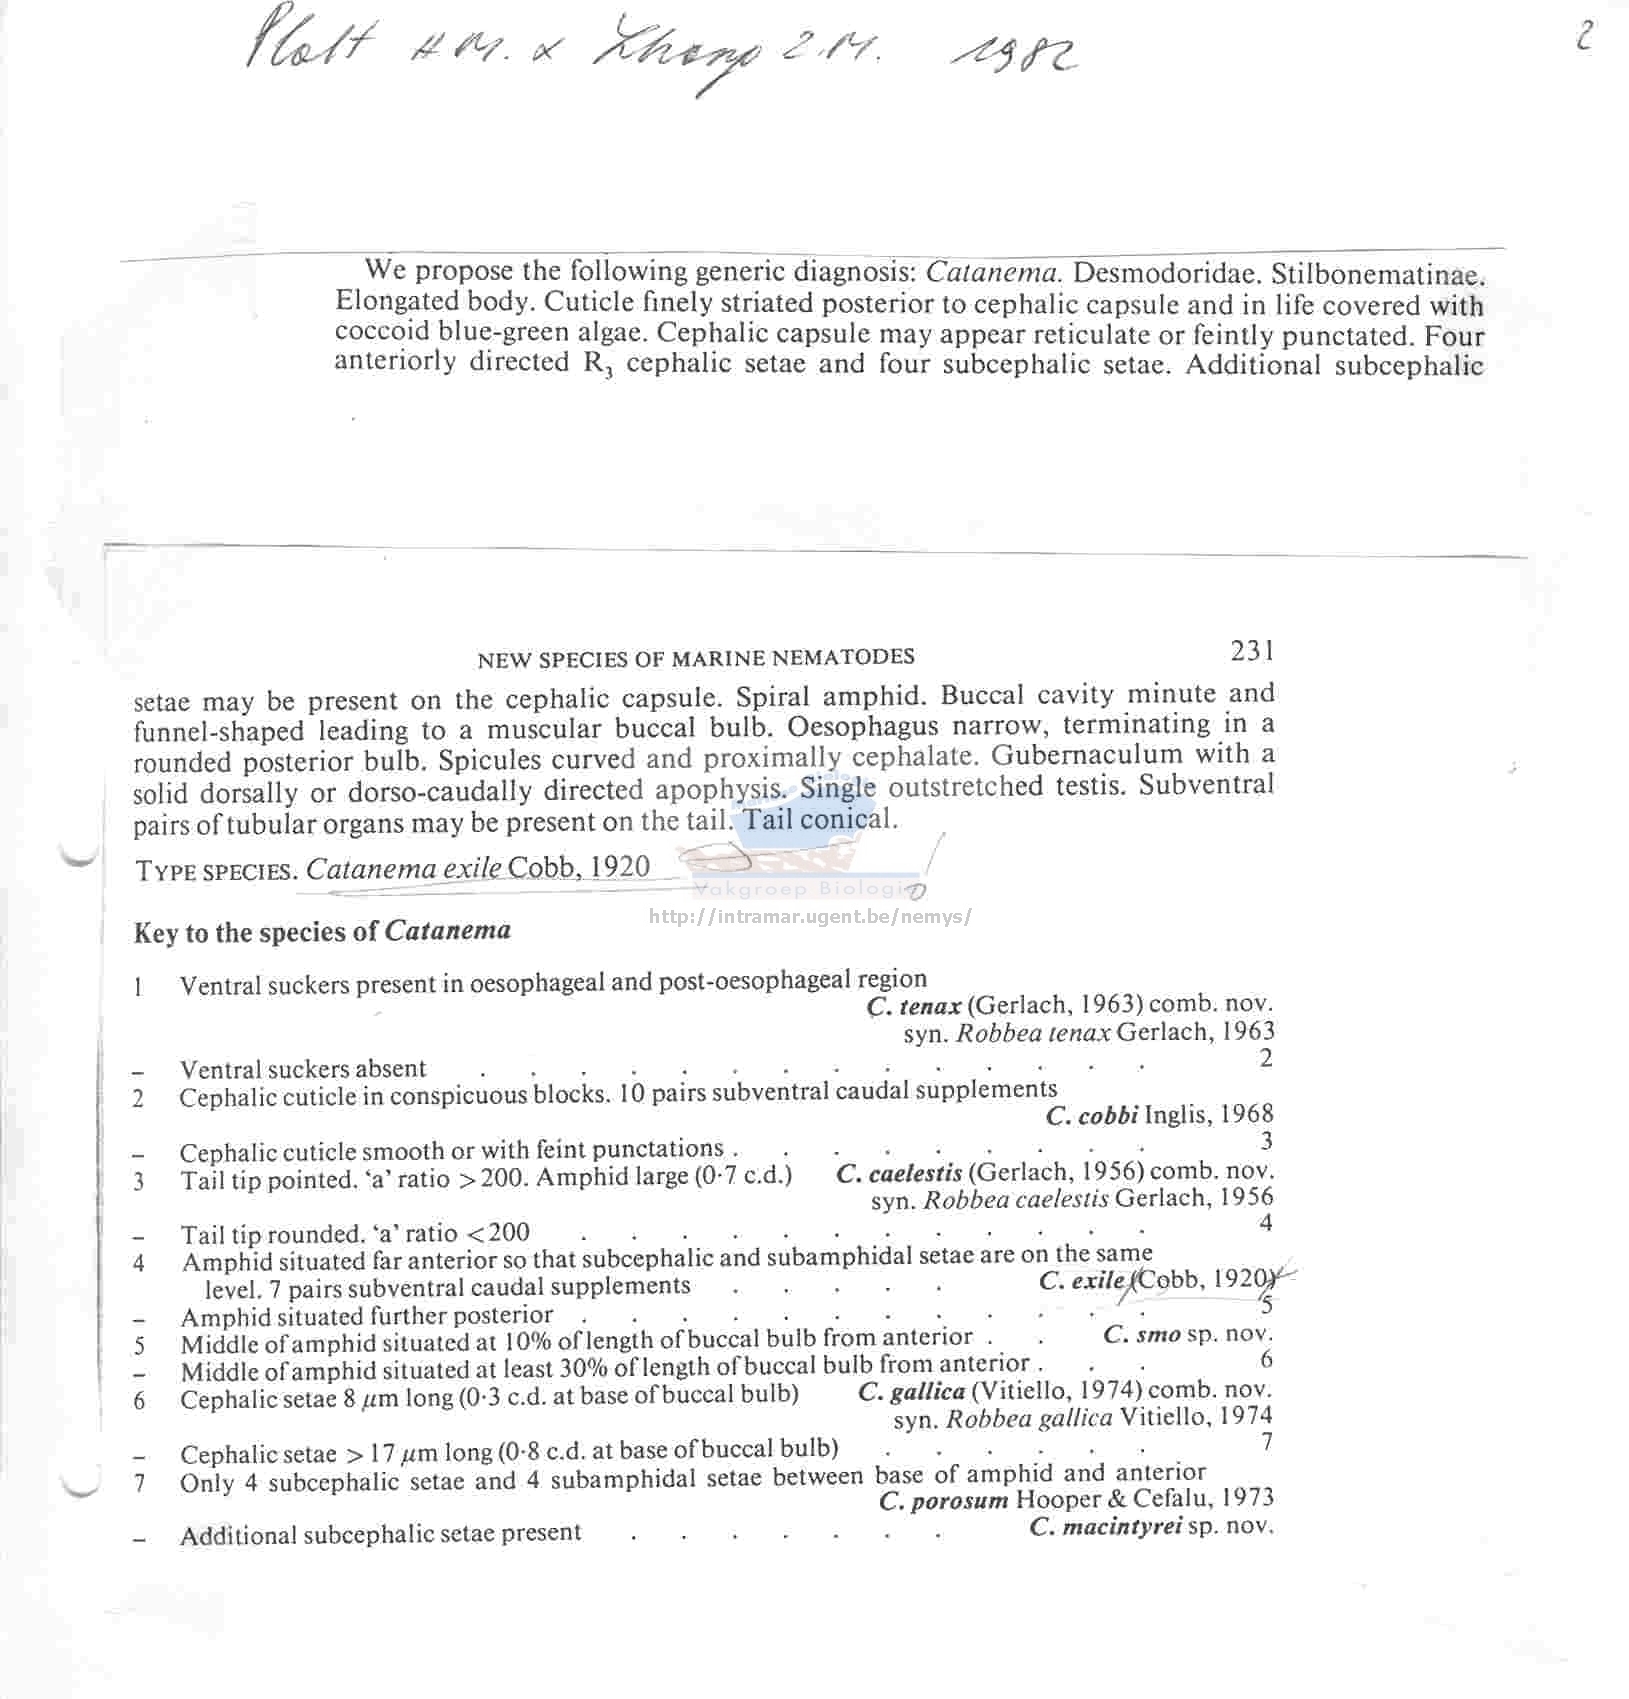 Platt H.M. & Zhang Z.M. 1982
2
We propose the following generic diagnosis: Catanema. Desmodoridae. Stilbonematinae.
Elongated body. Cuticle finely striated posterior to cephalic capsule and in life covered with
coccoid blue-green algae. Cephalic capsule may appear reticulate or feintly punctated. Four
anteriorly directed R₃ cephalic setae and four subcephalic setae. Additional subcephalic
NEW SPECIES OF MARINE NEMATODES 231
setae may be present on the cephalic capsule. Spiral amphid. Buccal cavity minute and
funnel-shaped leading to a muscular buccal bulb. Oesophagus narrow, terminating in a
rounded posterior bulb. Spicules curved and proximally cephalate. Gubernaculum with a
solid dorsally or dorso-caudally directed apophysis. Single outstretched testis. Subventral
pairs of tubular organs may be present on the tail. Tail conical.
TYPE SPECIES. Catanema exile Cobb, 1920
Vakgroep Biologie
http://intramar.ugent.be/nemys/
Key to the species of Catanema
1 Ventral suckers present in oesophageal and post-oesophageal region
C. tenax (Gerlach, 1963) comb. nov.
syn. Robbea tenax Gerlach, 1963
– Ventral suckers absent . . . . . . . . . . . . . . 2
2 Cephalic cuticle in conspicuous blocks. 10 pairs subventral caudal supplements
C. cobbi Inglis, 1968
– Cephalic cuticle smooth or with feint punctations . . . . . . . . . 3
3 Tail tip pointed. ‘a’ ratio >200. Amphid large (0·7 c.d.) C. caelestis (Gerlach, 1956) comb. nov.
syn. Robbea caelestis Gerlach, 1956
– Tail tip rounded. ‘a’ ratio <200 . . . . . . . . . . . . 4
4 Amphid situated far anterior so that subcephalic and subamphidal setae are on the same
level. 7 pairs subventral caudal supplements . . . . . C. exile (Cobb, 1920)
– Amphid situated further posterior . . . . . . . . . . . . 5
5 Middle of amphid situated at 10% of length of buccal bulb from anterior . . C. smo sp. nov.
– Middle of amphid situated at least 30% of length of buccal bulb from anterior . . . 6
6 Cephalic setae 8 μm long (0·3 c.d. at base of buccal bulb) C. gallica (Vitiello, 1974) comb. nov.
syn. Robbea gallica Vitiello, 1974
– Cephalic setae > 17 μm long (0·8 c.d. at base of buccal bulb) . . . . . . 7
7 Only 4 subcephalic setae and 4 subamphidal setae between base of amphid and anterior
C. porosum Hooper & Cefalu, 1973
– Additional subcephalic setae present . . . . . . . C. macintyrei sp. nov.